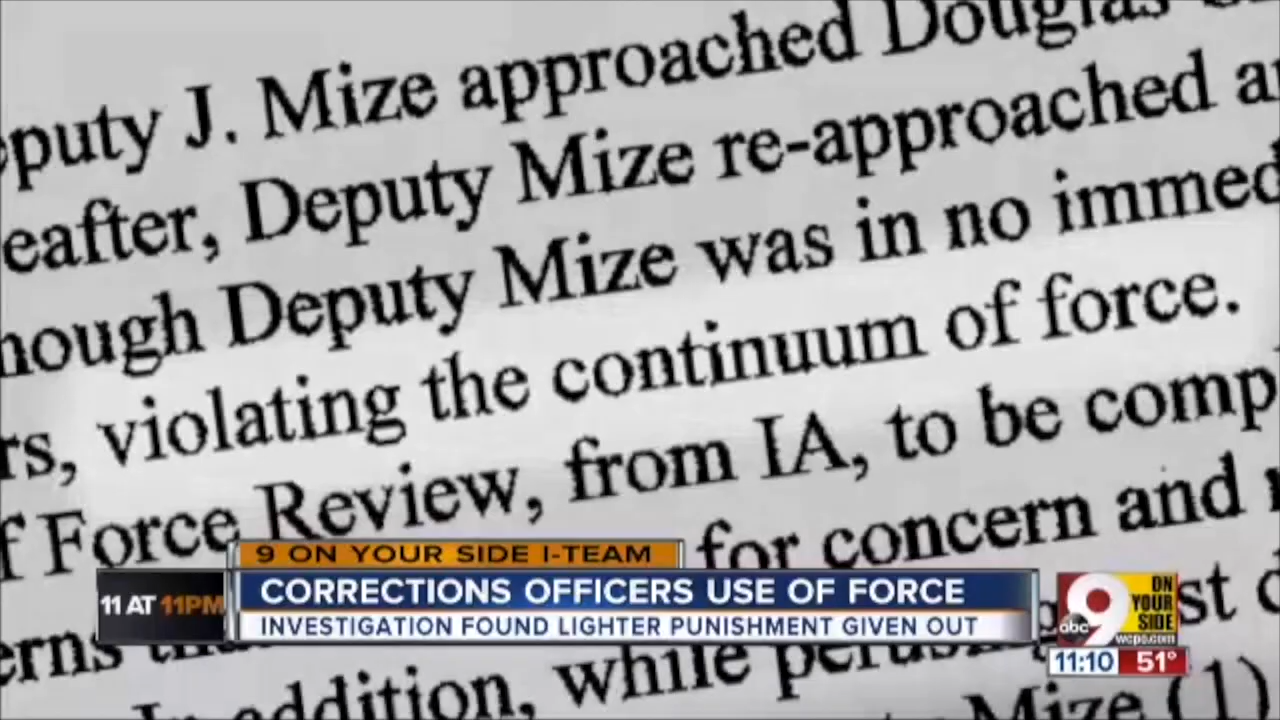 eputy J. Mize approached Douglas
eafter, Deputy Mize re-approached a
hough Deputy Mize was in no immed
rs, violating the continuum of force.
f Force Review, from IA, to be comp
for concern and
erns
st
In addition, while
Mize (1)
9 ON YOUR SIDE I-TEAM
CORRECTIONS OFFICERS USE OF FORCE
INVESTIGATION FOUND LIGHTER PUNISHMENT GIVEN OUT
11 AT 11PM
9
abc
ON
YOUR
SIDE
wcpo.com
11:10 51°